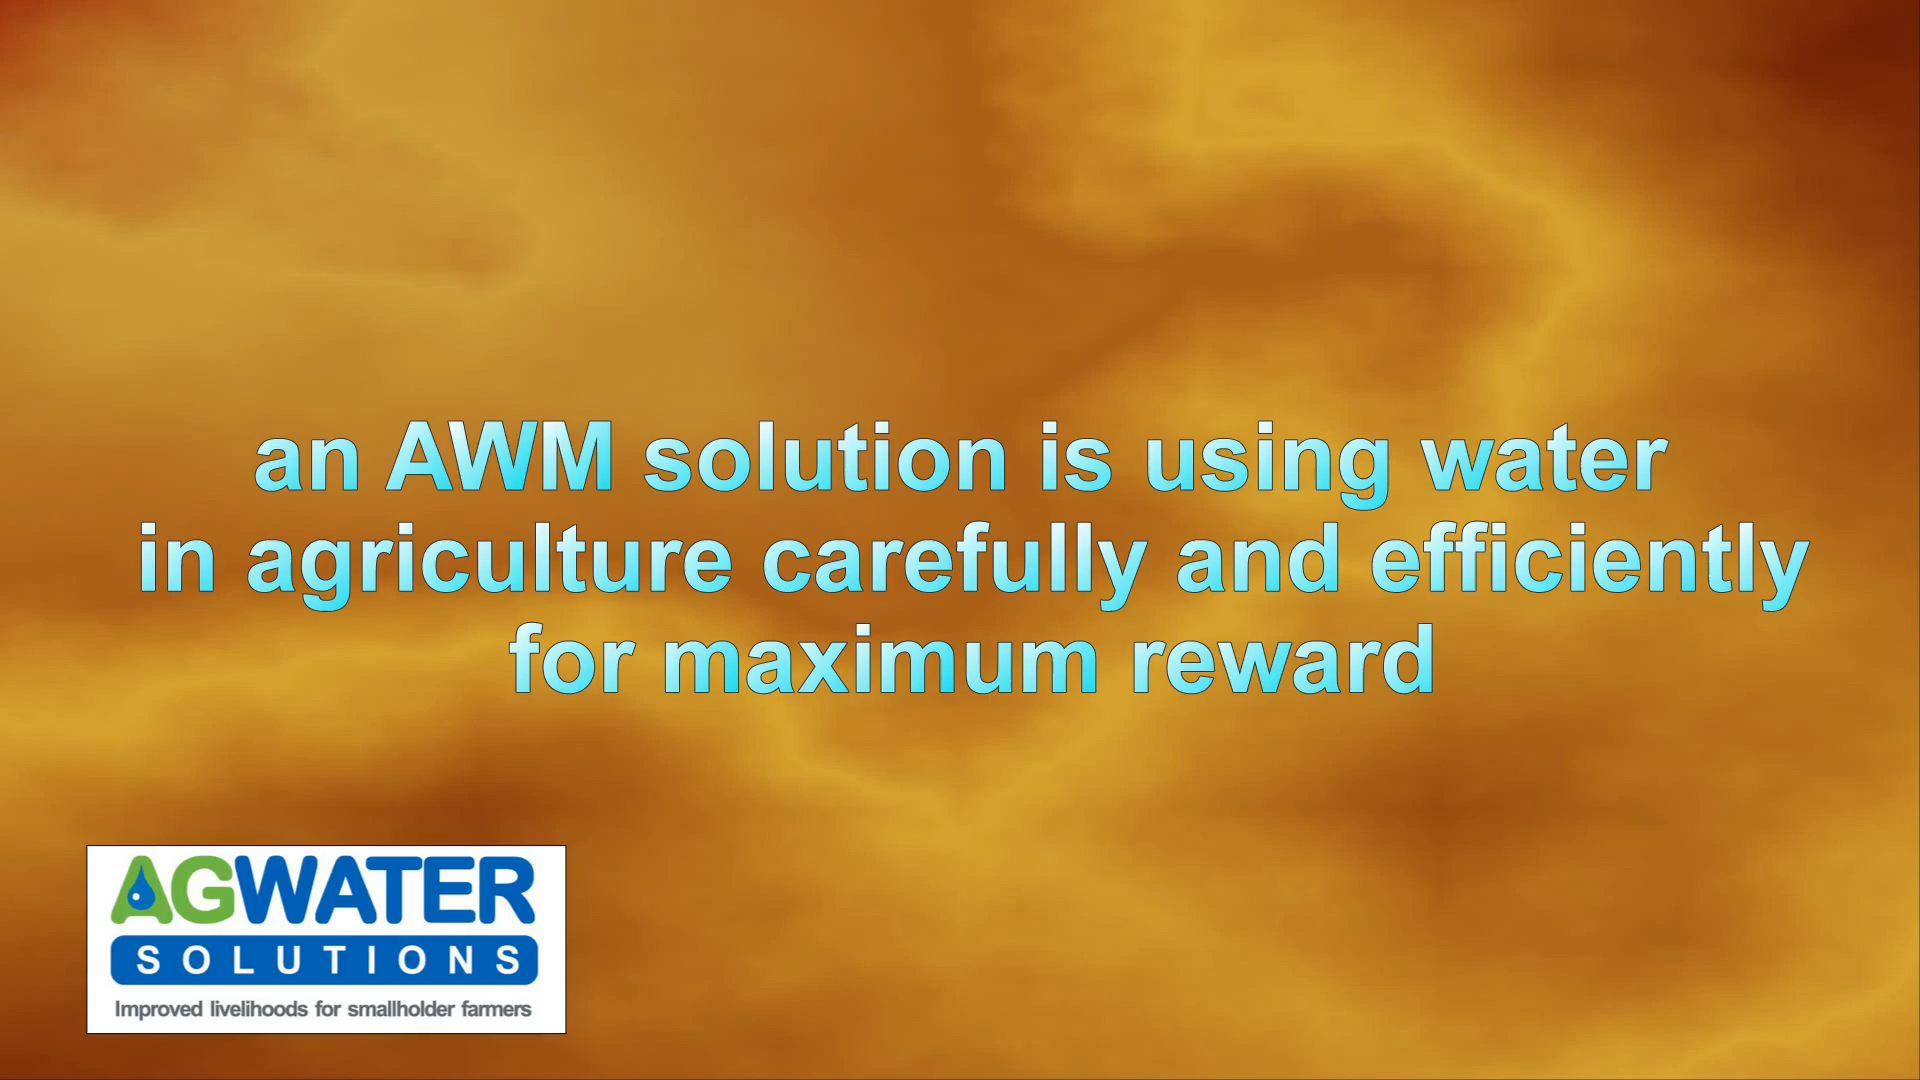 an AWM solution is using water
in agriculture carefully and efficiently
for maximum reward
AGWATER
SOLUTIONS
Improved livelihoods for smallholder farmers